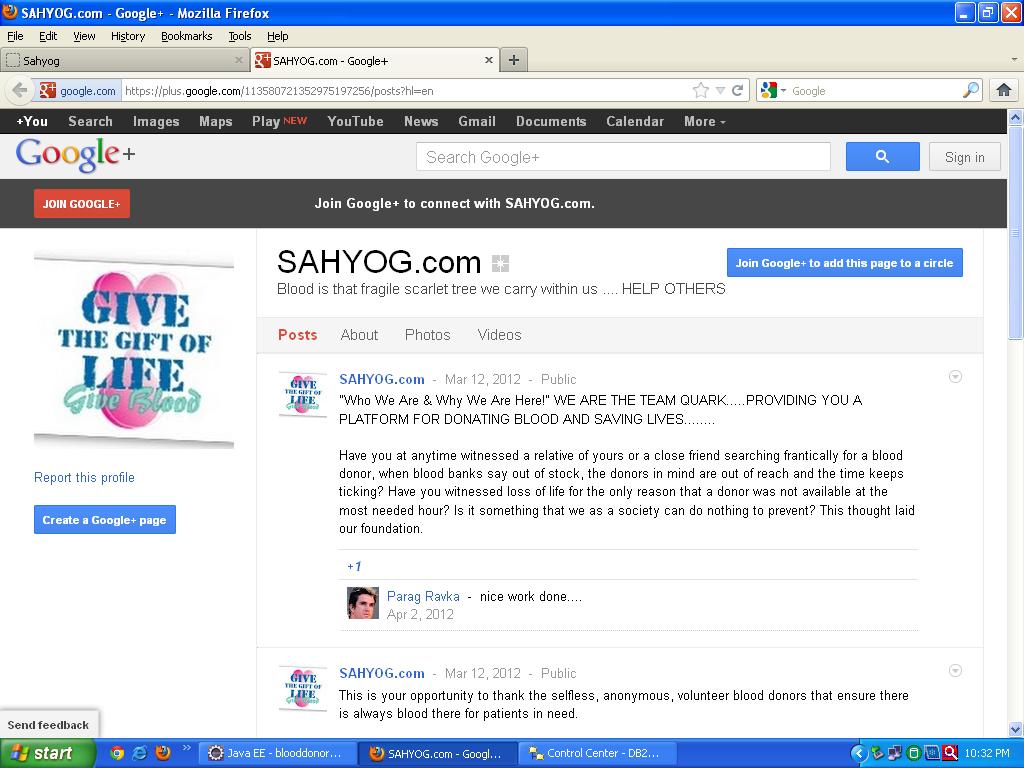 SAHYOG.com - Google+ - Mozilla Firefox
File Edit View History Bookmarks Tools Help
Sahyog
SAHYOG.com - Google+
google.com https://plus.google.com/113580721352975197256/posts?hl=en
Google
+You Search Images Maps Play NEW YouTube News Gmail Documents Calendar More
Google+
Search Google+
Sign in
JOIN GOOGLE+
Join Google+ to connect with SAHYOG.com.
GIVE
THE GIFT OF
LIFE
Give Blood
Report this profile
Create a Google+ page
SAHYOG.com
Join Google+ to add this page to a circle
Blood is that fragile scarlet tree we carry within us .... HELP OTHERS
Posts About Photos Videos
GIVE
THE GIFT OF
LIFE
Give Blood
SAHYOG.com - Mar 12, 2012 - Public
"Who We Are & Why We Are Here!" WE ARE THE TEAM QUARK.....PROVIDING YOU A
PLATFORM FOR DONATING BLOOD AND SAVING LIVES........
Have you at anytime witnessed a relative of yours or a close friend searching frantically for a blood
donor, when blood banks say out of stock, the donors in mind are out of reach and the time keeps
ticking? Have you witnessed loss of life for the only reason that a donor was not available at the
most needed hour? Is it something that we as a society can do nothing to prevent? This thought laid
our foundation.
+1
Parag Ravka - nice work done....
Apr 2, 2012
GIVE
THE GIFT OF
LIFE
Give Blood
SAHYOG.com - Mar 12, 2012 - Public
This is your opportunity to thank the selfless, anonymous, volunteer blood donors that ensure there
is always blood there for patients in need.
Send feedback
start
Java EE - blooddonor...
SAHYOG.com - Googl...
Control Center - DB2...
10:32 PM